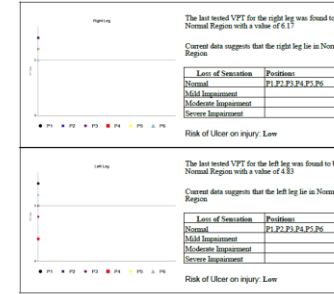 Right Leg
The last tested VPT for the right leg was found to
Normal Region with a value of 6.17
Current data suggests that the right leg lie in Norm
Region
Loss of Sensation Positions
Normal P1,P2,P3,P4,P5,P6
Mild Impairment
Moderate Impairment
Severe Impairment
P1 P2 P3 P4 P5 P6
Risk of Ulcer on injury: Low
Left Leg
The last tested VPT for the left leg was found to b
Normal Region with a value of 4.83
Current data suggests that the left leg lie in Norm
Region
Loss of Sensation Positions
Normal P1,P2,P3,P4,P5,P6
Mild Impairment
Moderate Impairment
Severe Impairment
P1 P2 P3 P4 P5 P6
Risk of Ulcer on injury: Low